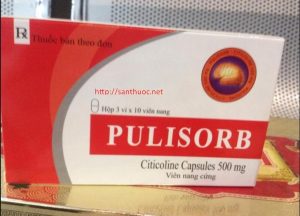 R Thuốc bán theo đơn
http://santhuoc.net
Hộp 3 vỉ x 10 viên nang
PULISORB
Citicoline Capsules 500 mg
Viên nang cứng